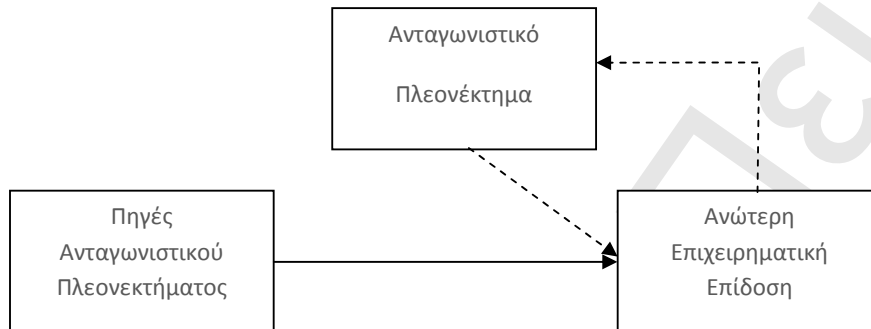 Ανταγωνιστικό
Πλεονέκτημα
Πηγές
Ανταγωνιστικού
Πλεονεκτήματος
Ανώτερη
Επιχειρηματική
Επίδοση